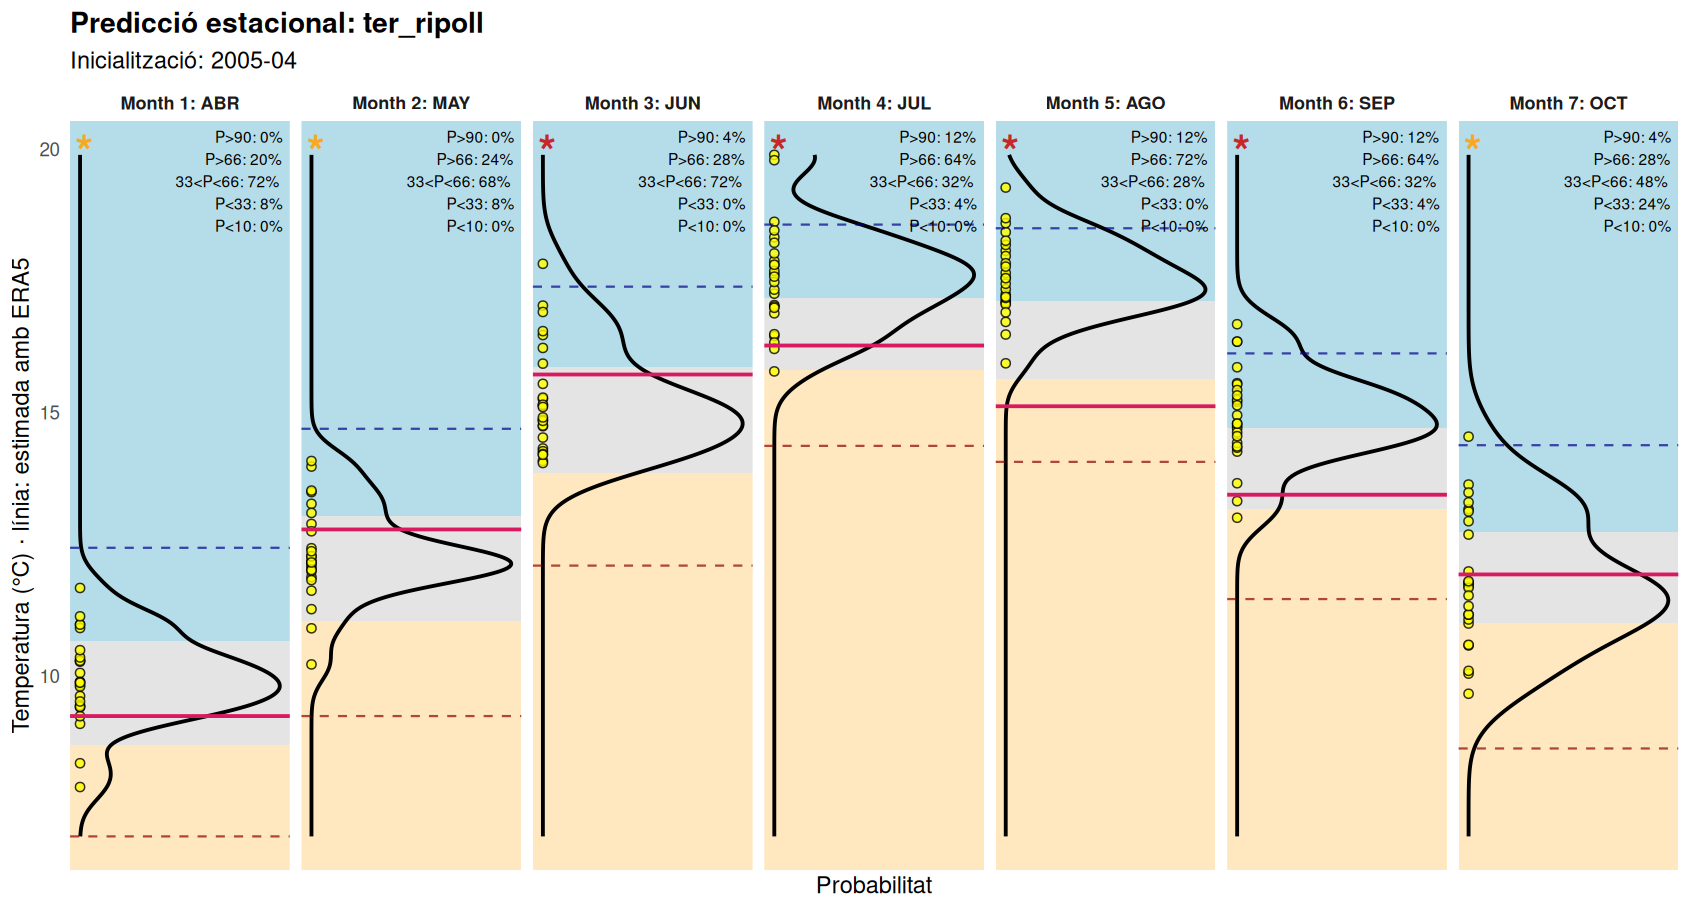 Predicció estacional: ter_ripoll
Inicialització: 2005-04
Month 1: ABR
Month 2: MAY
Month 3: JUN
Month 4: JUL
Month 5: AGO
Month 6: SEP
Month 7: OCT
P>90: 0%
P>66: 20%
33<P<66: 72%
P<33: 8%
P<10: 0%
P>90: 0%
P>66: 24%
33<P<66: 68%
P<33: 8%
P<10: 0%
P>90: 4%
P>66: 28%
33<P<66: 72%
P<33: 0%
P<10: 0%
P>90: 12%
P>66: 64%
33<P<66: 32%
P<33: 4%
P<10: 0%
P>90: 12%
P>66: 72%
33<P<66: 28%
P<33: 0%
P<10: 0%
P>90: 12%
P>66: 64%
33<P<66: 32%
P<33: 4%
P<10: 0%
P>90: 4%
P>66: 28%
33<P<66: 48%
P<33: 24%
P<10: 0%
20
15
10
Temperatura (°C) · línia: estimada amb ERA5
Probabilitat